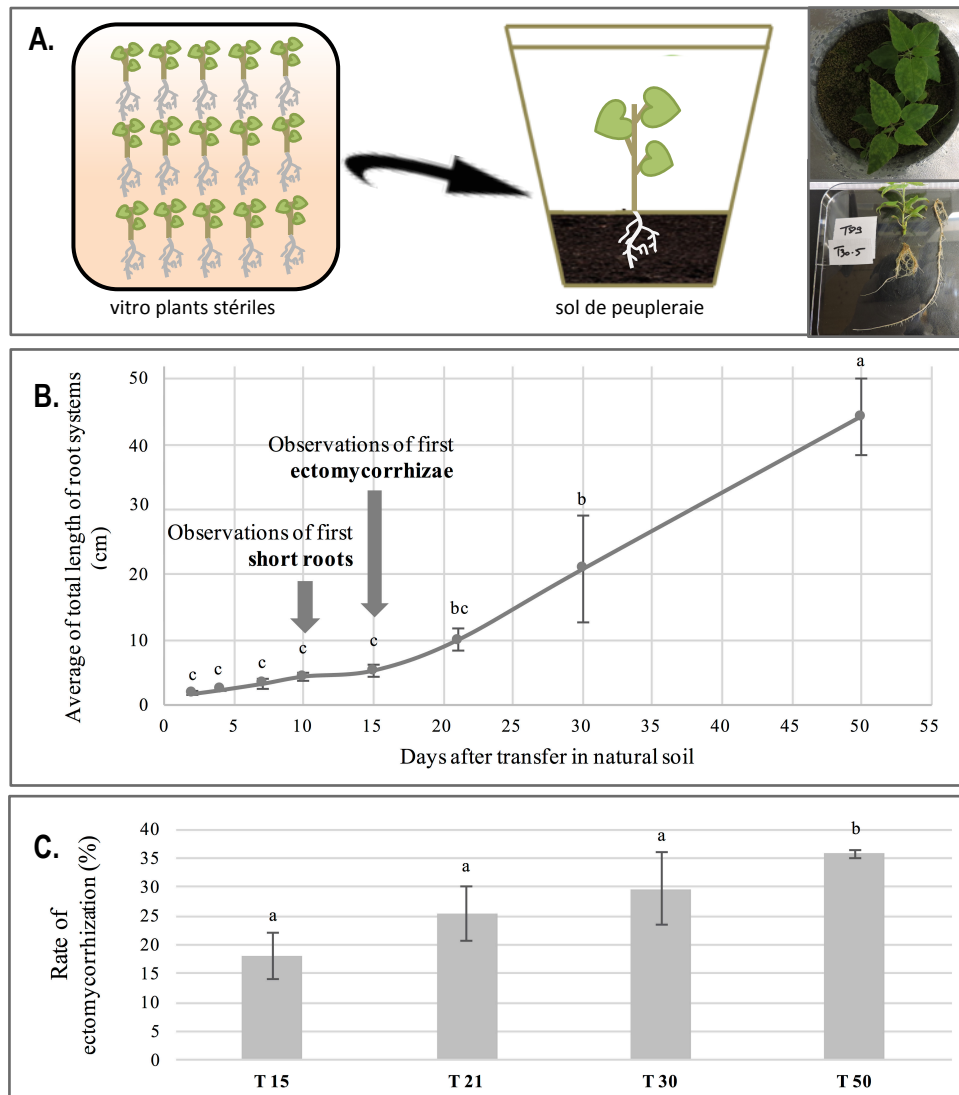 A.
vitro plants stériles
sol de peupleraie
T30-5
B.
Average of total length of root systems
(cm)
50
40
30
20
10
0
Observations of first
ectomycorrhizae
Observations of first
short roots
c
c
c
c
c
bc
b
a
0
5
10
15
20
25
30
35
40
45
50
55
Days after transfer in natural soil
C.
Rate of
ectomycorrhization (%)
40
35
30
25
20
15
10
5
0
a
a
a
b
T 15
T 21
T 30
T 50